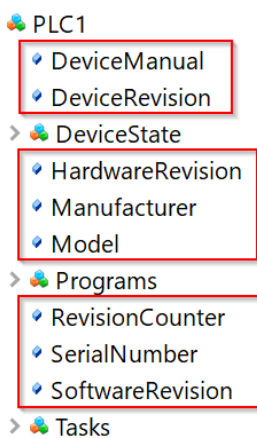 PLC1
DeviceManual
DeviceRevision
DeviceState
HardwareRevision
Manufacturer
Model
Programs
RevisionCounter
SerialNumber
SoftwareRevision
Tasks